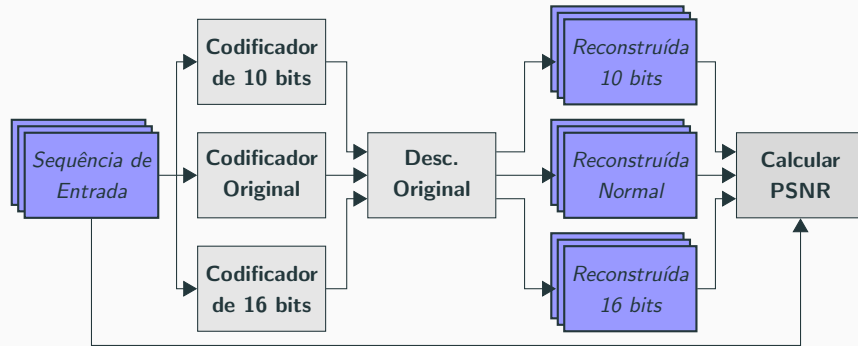 Sequência de
Entrada
Codificador
de 10 bits
Codificador
Original
Codificador
de 16 bits
Desc.
Original
Reconstruída
10 bits
Reconstruída
Normal
Reconstruída
16 bits
Calcular
PSNR